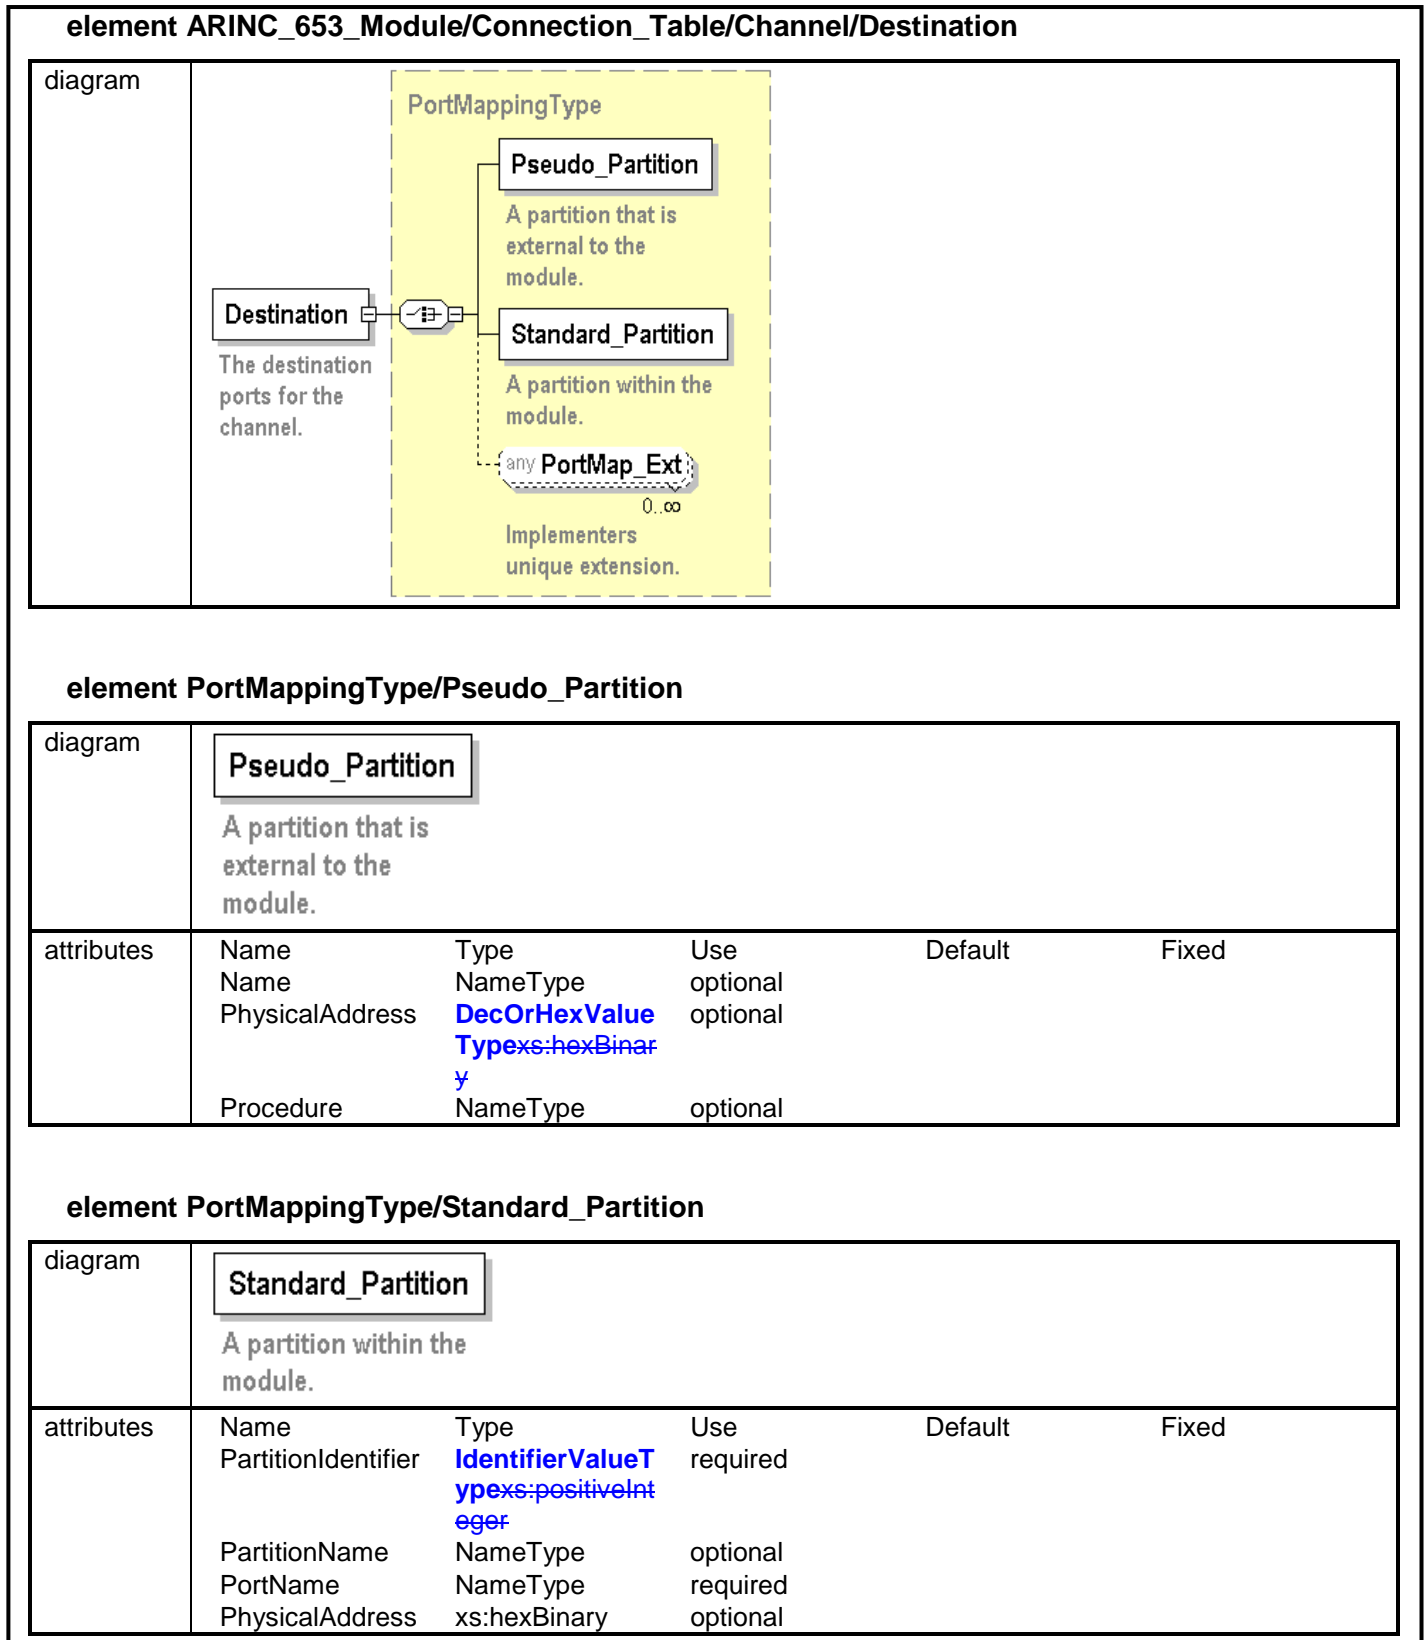 element ARINC_653_Module/Connection_Table/Channel/Destination
diagram
PortMappingType
Pseudo_Partition
A partition that is
external to the
module.
Destination
The destination
ports for the
channel.
Standard_Partition
A partition within the
module.
any PortMap_Ext
0..∞
Implementers
unique extension.
element PortMappingType/Pseudo_Partition
diagram
Pseudo_Partition
A partition that is
external to the
module.
attributes Name Type Use Default Fixed
Name NameType optional
PhysicalAddress DecOrHexValue optional
Typexs:hexBinar
y
Procedure NameType optional
element PortMappingType/Standard_Partition
diagram
Standard_Partition
A partition within the
module.
attributes Name Type Use Default Fixed
PartitionIdentifier IdentifierValueT required
ypexs:positiveInt
eger
PartitionName NameType optional
PortName NameType required
PhysicalAddress xs:hexBinary optional